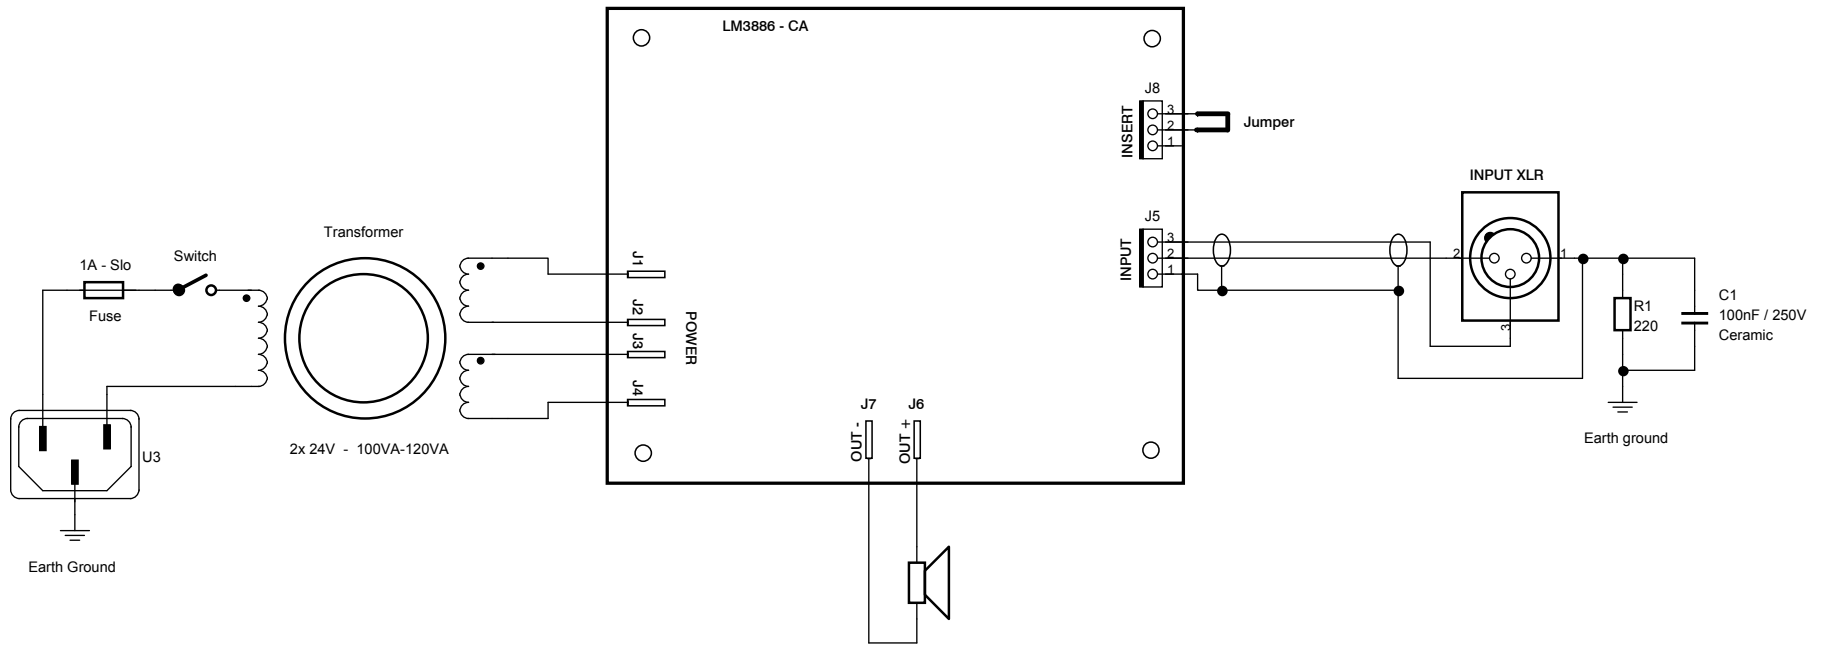 LM3886 - CA
J8
INSERT
3
2
1
Jumper
J5
INPUT
3
2
1
INPUT XLR
2
1
3
R1
220
C1
100nF / 250V
Ceramic
Earth ground
Transformer
Switch
1A - Slo
Fuse
2x 24V - 100VA-120VA
U3
Earth Ground
J1
J2
J3
J4
POWER
J7
OUT -
J6
OUT +